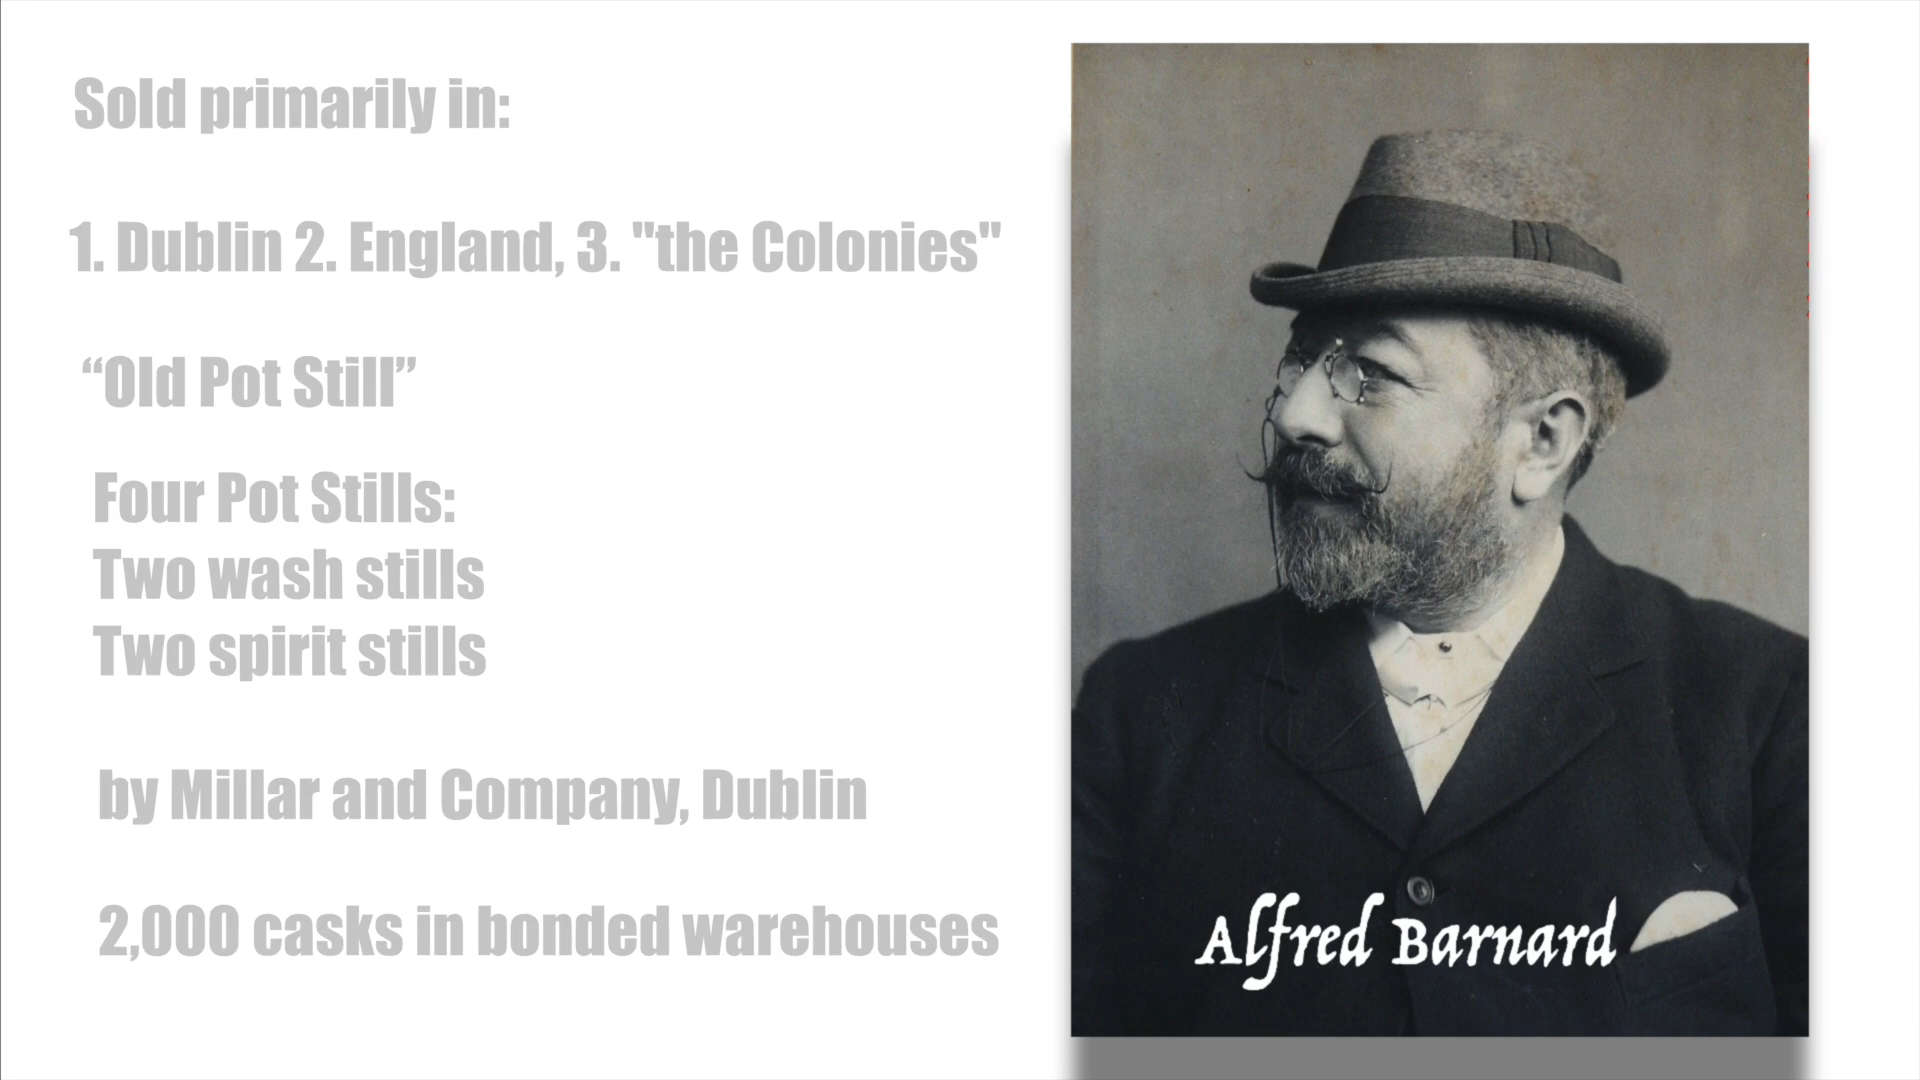 Sold primarily in:
1. Dublin 2. England, 3. "the Colonies"
“Old Pot Still”
Four Pot Stills:
Two wash stills
Two spirit stills
by Millar and Company, Dublin
2,000 casks in bonded warehouses
Alfred Barnard